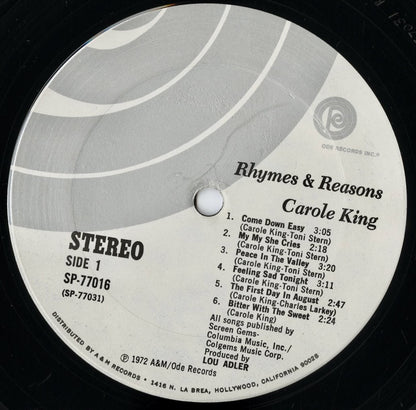 ODE RECORDS INC.®
Rhymes & Reasons
Carole King
STEREO
SIDE 1
SP-77016
(SP-77031)
1. Come Down Easy 3:05
(Carole King-Toni Stern)
2. My My She Cries 2:18
(Carole King-Toni Stern)
3. Peace In The Valley 3:20
(Carole King-Toni Stern)
4. Feeling Sad Tonight 3:11
(Carole King-Toni Stern)
5. The First Day In August 2:47
(Carole King-Charles Larkey)
6. Bitter With The Sweet 2:24
(Carole King)
All songs published by
Screen Gems-
Columbia Music, Inc./
Colgems Music Corp.
Produced by
LOU ADLER
℗ 1972 A&M/Ode Records
DISTRIBUTED BY A & M RECORDS • 1416 N. LA BREA, HOLLYWOOD, CALIFORNIA 90028